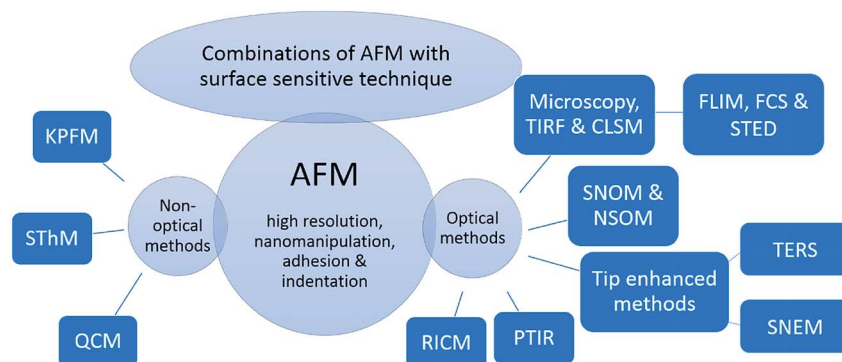 Combinations of AFM with
surface sensitive technique
KPFM
SThM
QCM
Non-
optical
methods
AFM
high resolution,
nanomanipulation,
adhesion &
indentation
Optical
methods
Microscopy,
TIRF & CLSM
FLIM, FCS &
STED
SNOM &
NSOM
Tip enhanced
methods
TERS
SNEM
RICM
PTIR